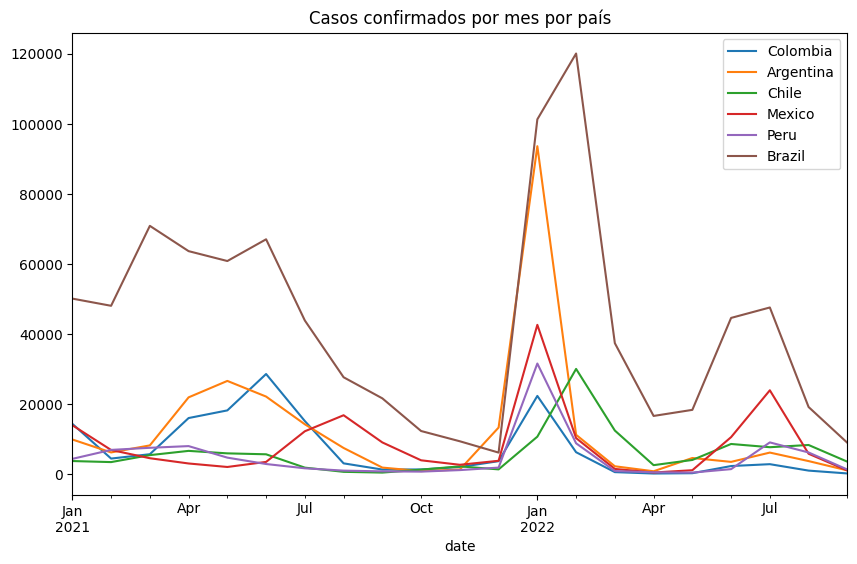 Casos confirmados por mes por país
120000
100000
80000
60000
40000
20000
0
Colombia
Argentina
Chile
Mexico
Peru
Brazil
Jan Apr Jul Oct Jan Apr Jul
2021 2022
date